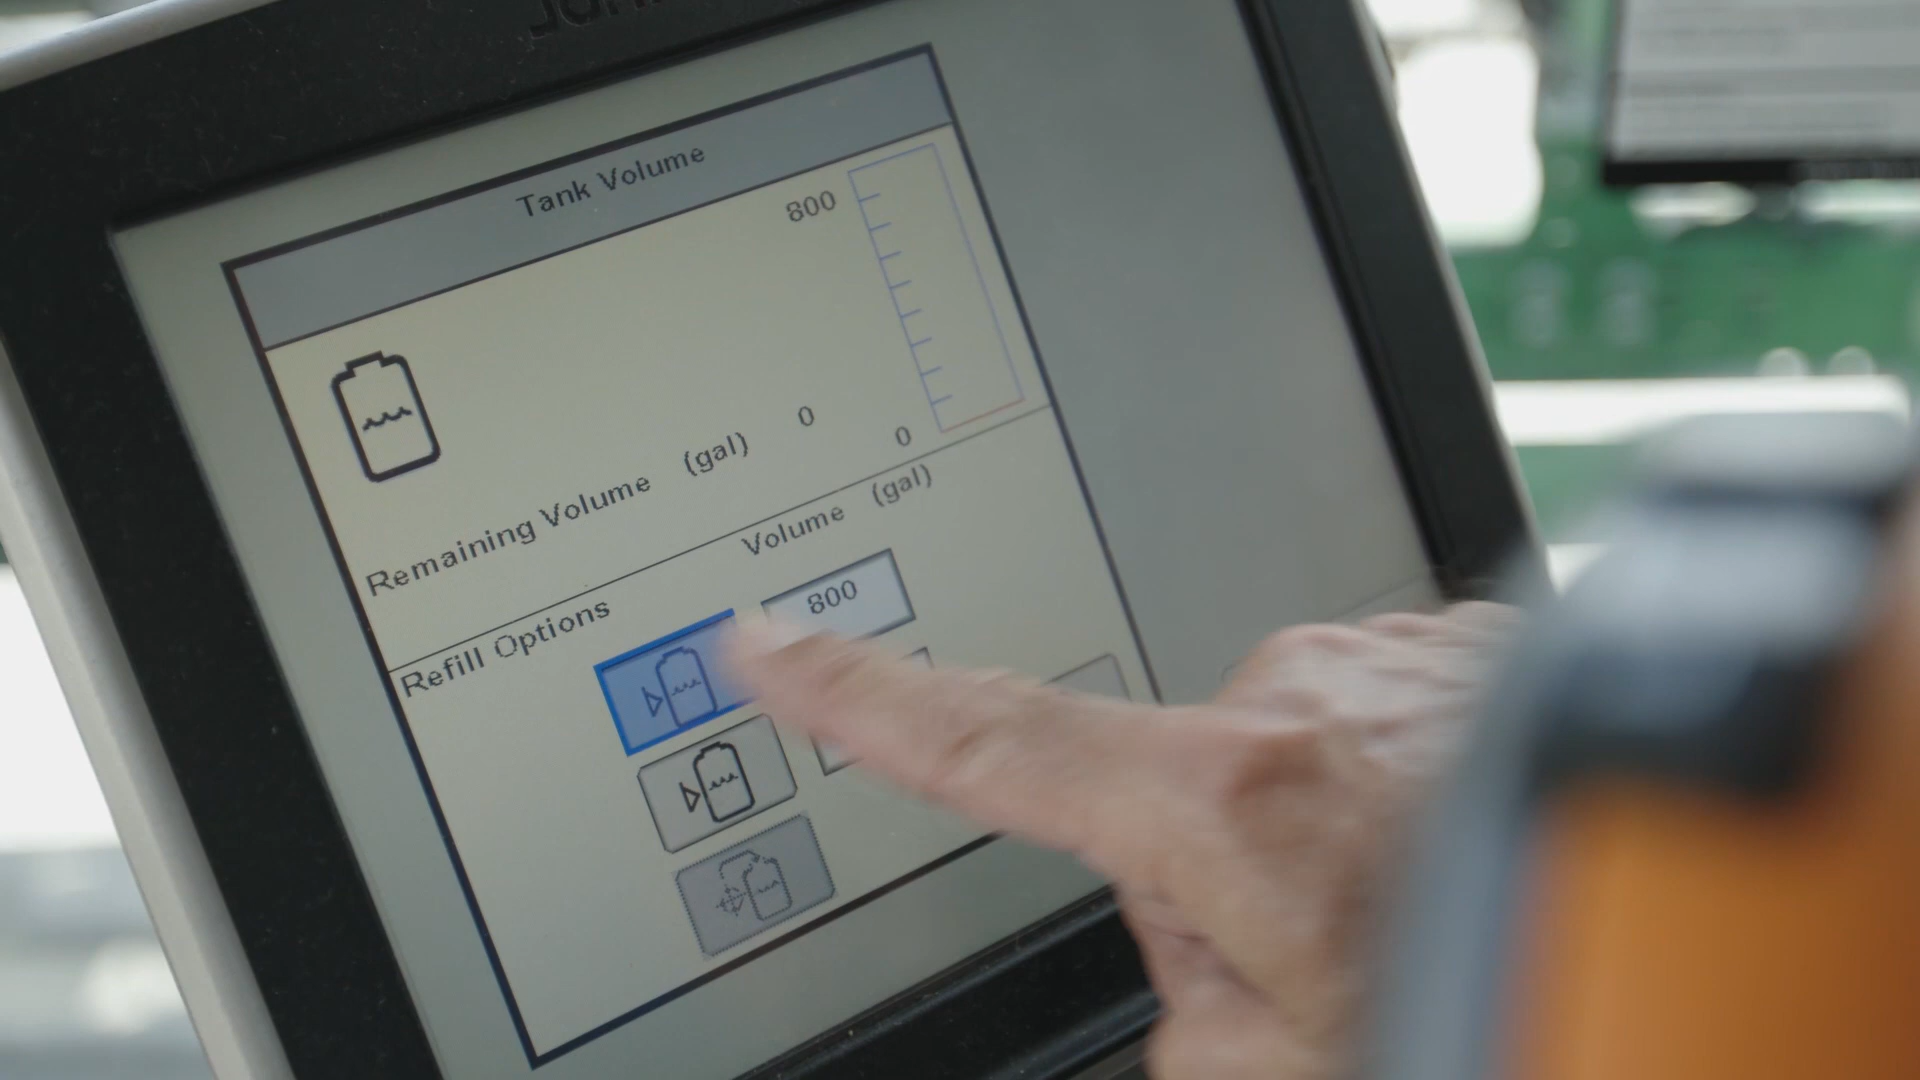 Tank Volume
800
Remaining Volume (gal) 0
0
Volume (gal)
Refill Options
800